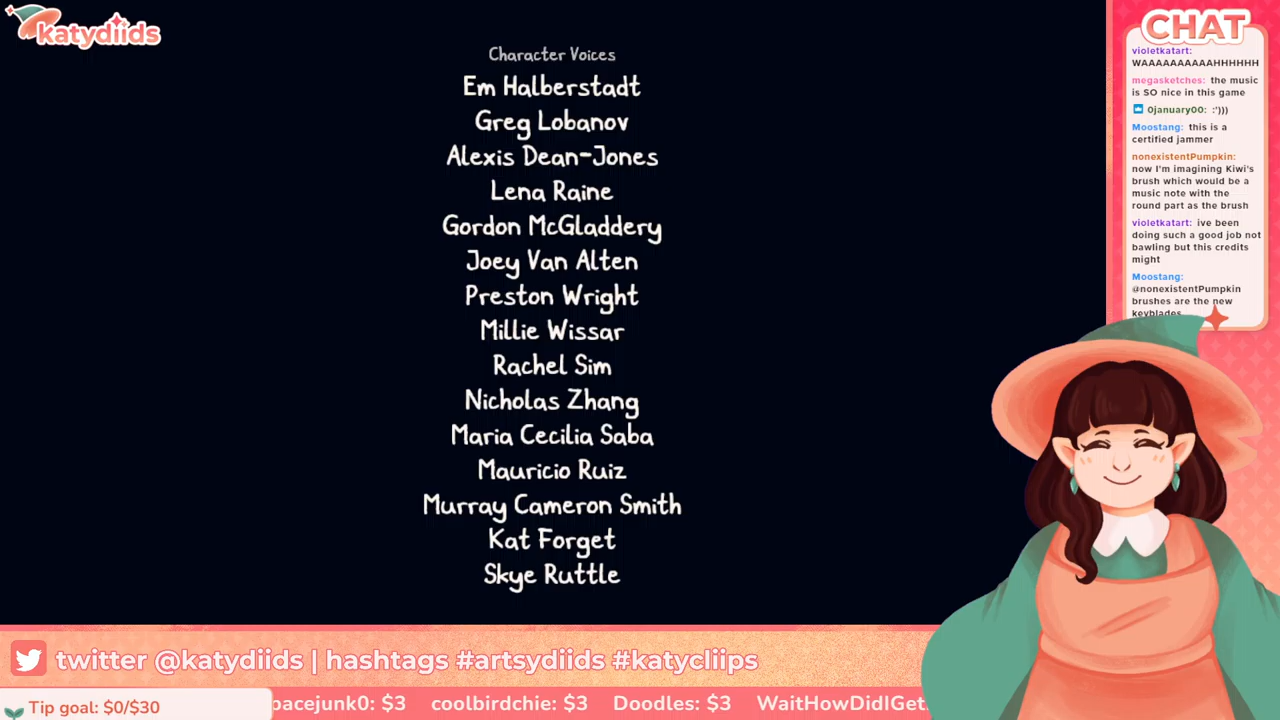 katydiids
Character Voices
Em Halberstadt
Greg Lobanov
Alexis Dean-Jones
Lena Raine
Gordon McGladdery
Joey Van Alten
Preston Wright
Millie Wissar
Rachel Sim
Nicholas Zhang
Maria Cecilia Saba
Mauricio Ruiz
Murray Cameron Smith
Kat Forget
Skye Ruttle
CHAT
violetkatart:
WAAAAAAAAAAHHHHHH
megasketches: the music
is SO nice in this game
0january00: :')))
Moostang: this is a
certified jammer
nonexistentPumpkin:
now I'm imagining Kiwi's
brush which would be a
music note with the
round part as the brush
violetkatart: ive been
doing such a good job not
bawling but this credits
might
Moostang:
@nonexistentPumpkin
brushes are the new
keyblades
twitter @katydiids | hashtags #artsydiids #katycliips
Tip goal: $0/$30
pacejunk0: $3 coolbirdchie: $3 Doodles: $3 WaitHowDidIGet